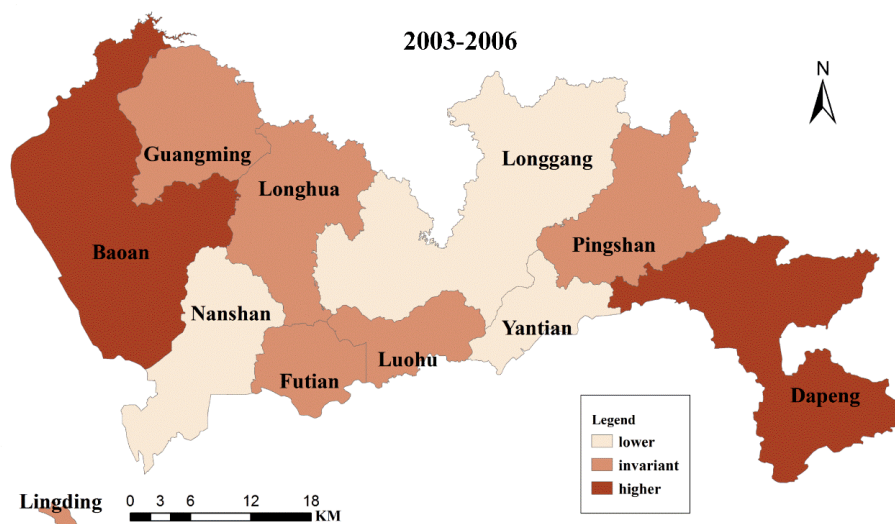 2003-2006
N
Guangming
Longgang
Longhua
Baoan
Pingshan
Nanshan
Yantian
Luohu
Futian
Dapeng
Legend
lower
invariant
higher
Lingding
0 3 6 12 18
KM